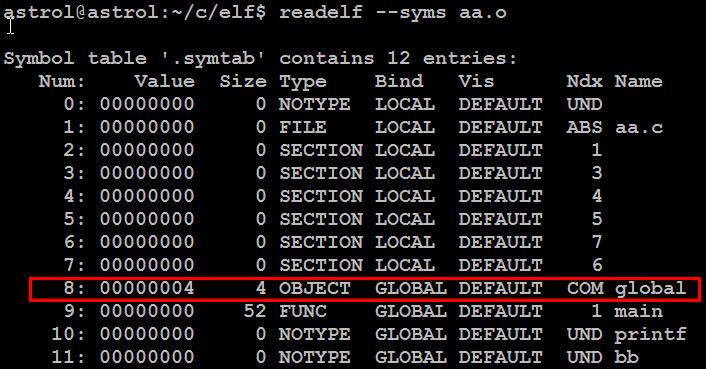 astrol@astrol:~/c/elf$ readelf --syms aa.o
Symbol table '.symtab' contains 12 entries:
Num: Value Size Type Bind Vis Ndx Name
0: 00000000 0 NOTYPE LOCAL DEFAULT UND
1: 00000000 0 FILE LOCAL DEFAULT ABS aa.c
2: 00000000 0 SECTION LOCAL DEFAULT 1
3: 00000000 0 SECTION LOCAL DEFAULT 3
4: 00000000 0 SECTION LOCAL DEFAULT 4
5: 00000000 0 SECTION LOCAL DEFAULT 5
6: 00000000 0 SECTION LOCAL DEFAULT 7
7: 00000000 0 SECTION LOCAL DEFAULT 6
8: 00000004 4 OBJECT GLOBAL DEFAULT COM global
9: 00000000 52 FUNC GLOBAL DEFAULT 1 main
10: 00000000 0 NOTYPE GLOBAL DEFAULT UND printf
11: 00000000 0 NOTYPE GLOBAL DEFAULT UND bb